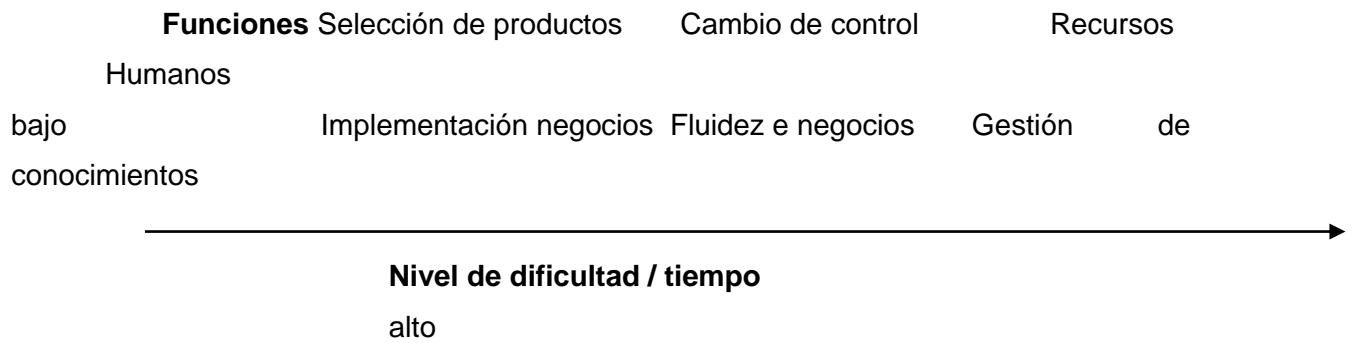 Funciones Selección de productos Cambio de control Recursos
Humanos
bajo Implementación negocios Fluidez e negocios Gestión de
conocimientos
Nivel de dificultad / tiempo
alto